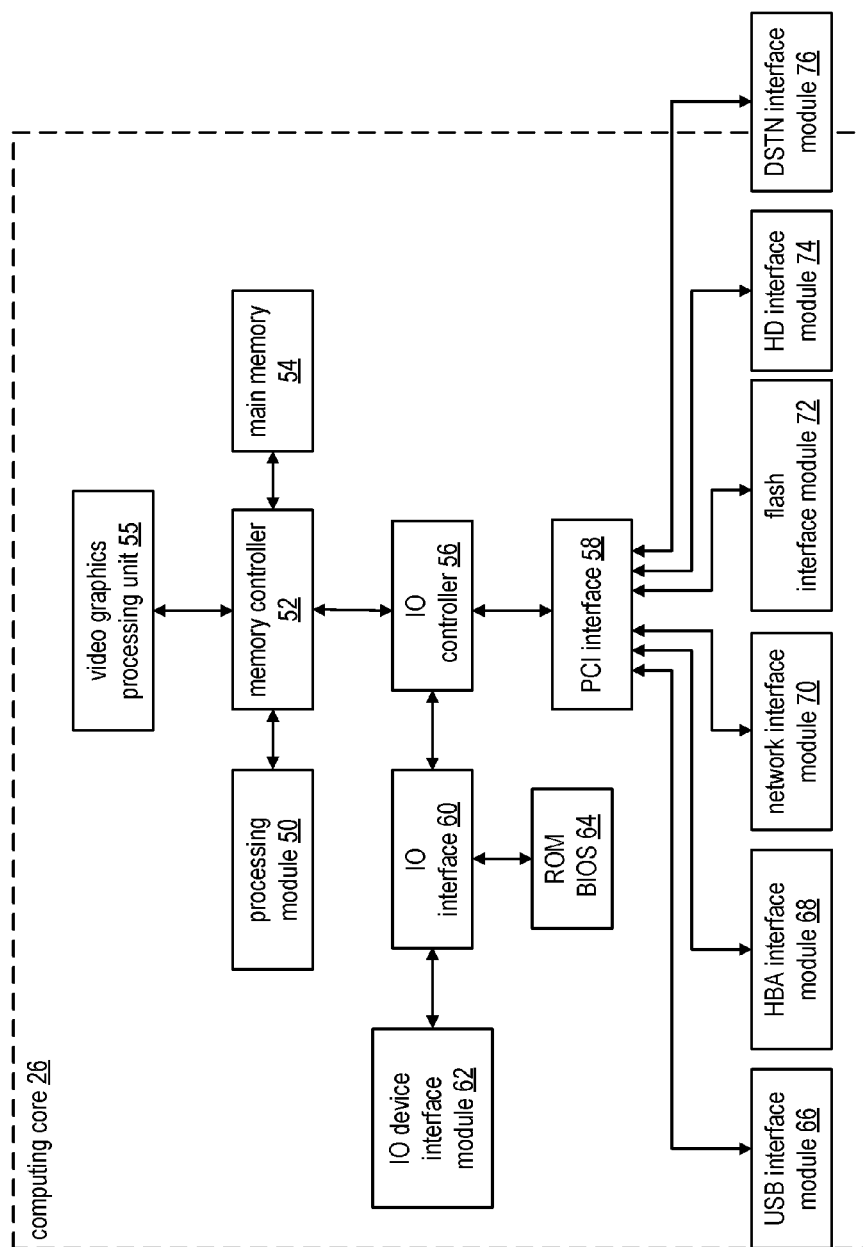 computing core 26
video graphics
processing unit 55
processing
module 50
memory controller
52
main memory
54
IO device
interface
module 62
IO
interface 60
IO
controller 56
ROM
BIOS 64
PCI interface 58
USB interface
module 66
HBA interface
module 68
network interface
module 70
flash
interface module 72
HD interface
module 74
DSTN interface
module 76